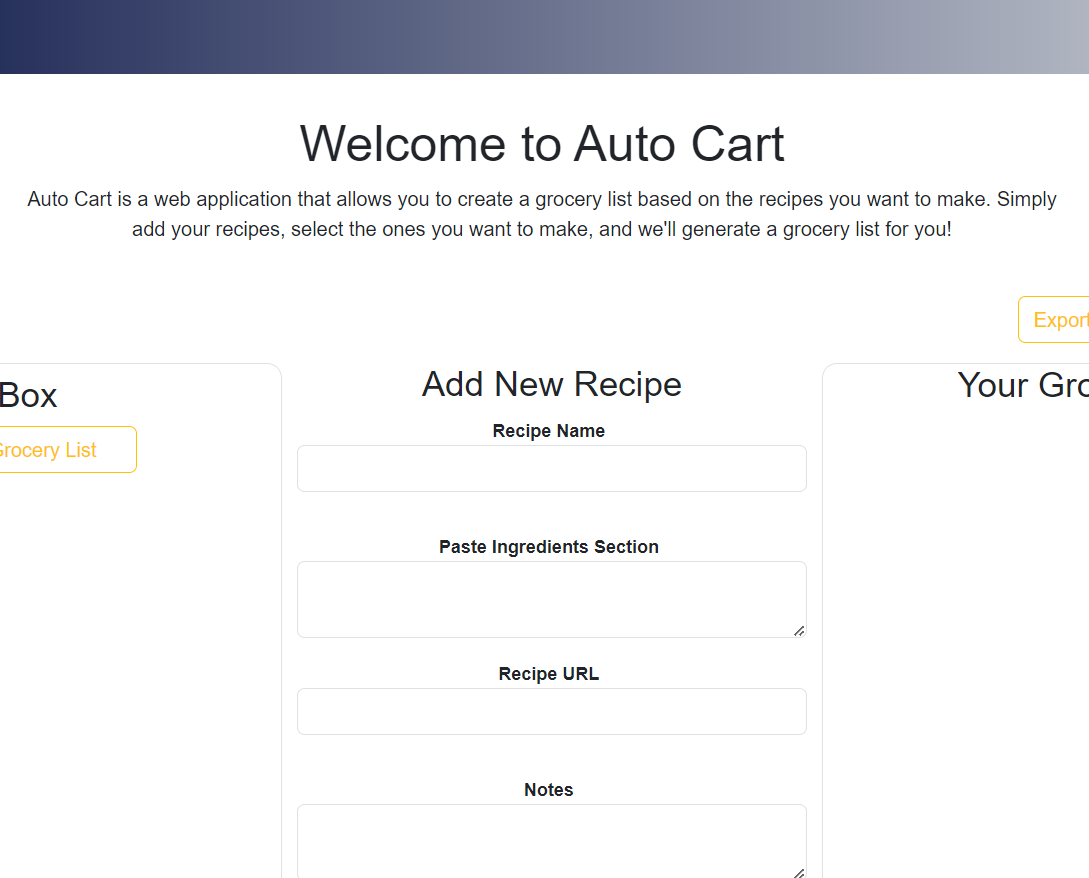 Welcome to Auto Cart
Auto Cart is a web application that allows you to create a grocery list based on the recipes you want to make. Simply
add your recipes, select the ones you want to make, and we'll generate a grocery list for you!
Export
Box
Grocery List
Add New Recipe
Recipe Name
Paste Ingredients Section
Recipe URL
Notes
Your Gro